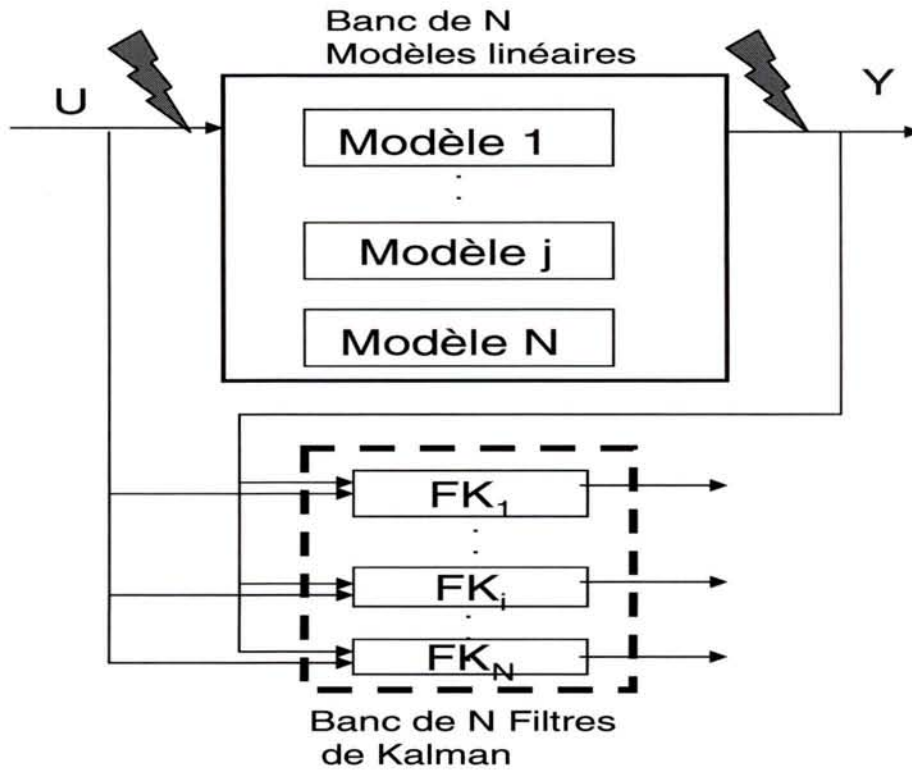 Banc de N
Modèles linéaires
U
Y
Modèle 1
Modèle j
Modèle N
FK1
FKi
FKN
Banc de N Filtres
de Kalman